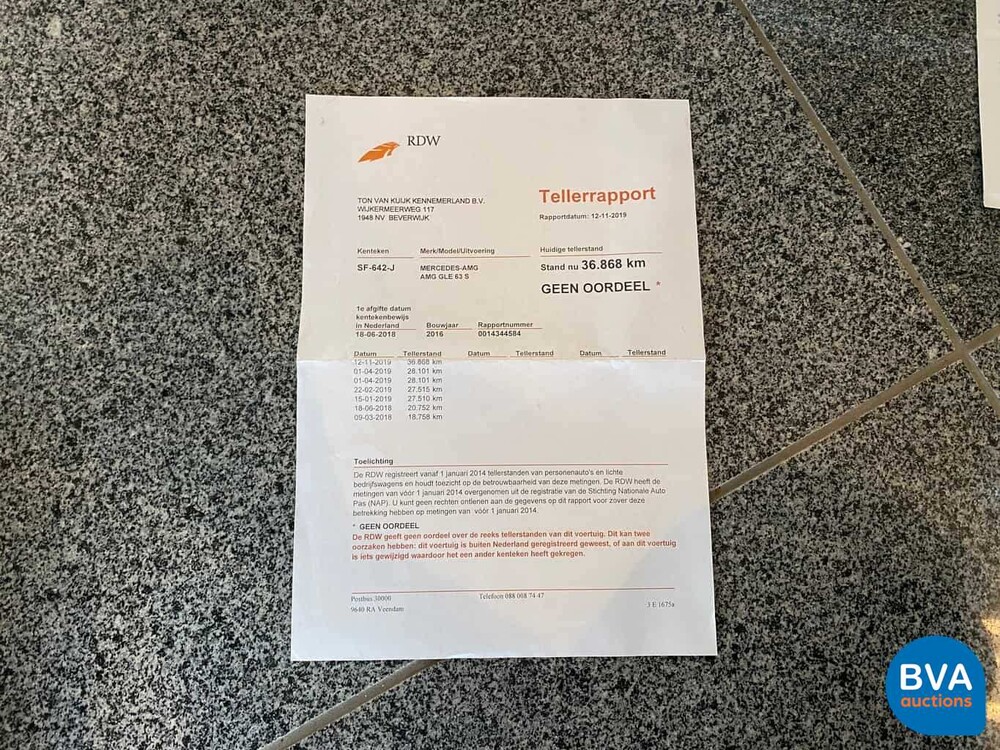 RDW
TON VAN KUIJK KENNEMERLAND B.V.
WIJKERMEERWEG 117
1948 NV BEVERWIJK
Tellerrapport
Rapportdatum: 12-11-2019
Kenteken Merk/Model/Uitvoering Huidige tellerstand
SF-642-J MERCEDES-AMG Stand nu 36.868 km
AMG GLE 63 S
GEEN OORDEEL *
1e afgifte datum
kentekenbewijs
in Nederland Bouwjaar Rapportnummer
18-06-2018 2016 0014344584
Datum Tellerstand Datum Tellerstand Datum Tellerstand
12-11-2019 36.868 km
01-04-2019 28.101 km
01-04-2019 28.101 km
22-02-2019 27.515 km
15-01-2019 27.510 km
18-06-2018 20.752 km
09-03-2018 18.758 km
Toelichting
De RDW registreert vanaf 1 januari 2014 tellerstanden van personenauto's en lichte
bedrijfswagens en houdt toezicht op de betrouwbaarheid van deze metingen. De RDW heeft de
metingen van vóór 1 januari 2014 overgenomen uit de registratie van de Stichting Nationale Auto
Pas (NAP). U kunt geen rechten ontlenen aan de gegevens op dit rapport voor zover deze
betrekking hebben op metingen van vóór 1 januari 2014.
* GEEN OORDEEL
De RDW geeft geen oordeel over de reeks tellerstanden van dit voertuig. Dit kan twee
oorzaken hebben: dit voertuig is buiten Nederland geregistreerd geweest, of aan dit voertuig
is iets gewijzigd waardoor het een ander kenteken heeft gekregen.
Postbus 30000 Telefoon 088 008 74 47
9640 RA Veendam 3 E 1675a
BVA
auctions